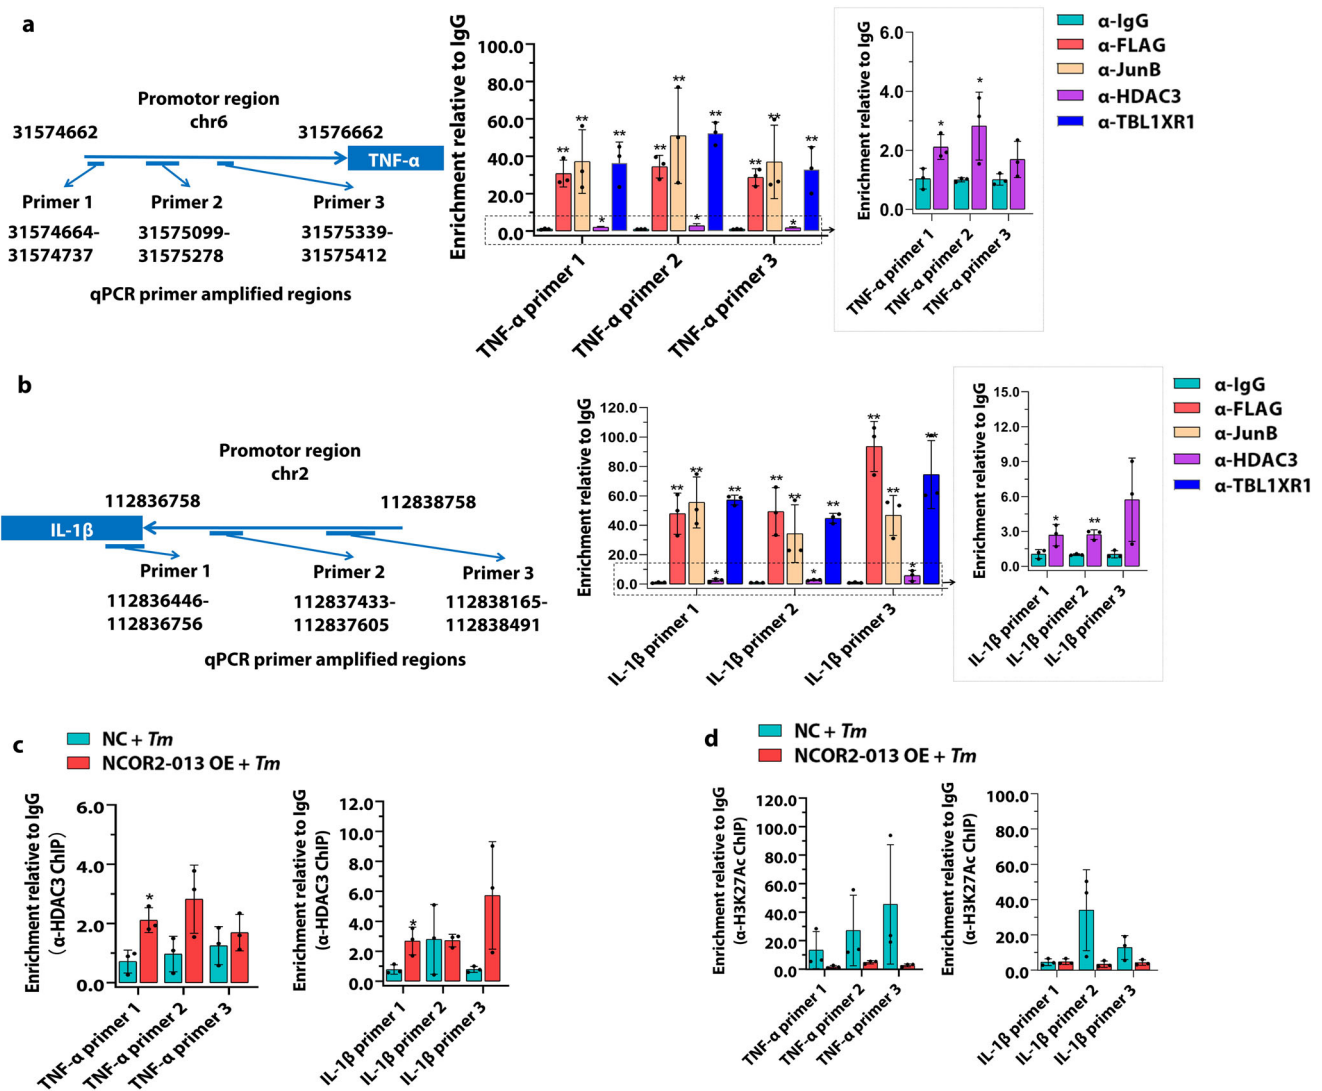 a
Promotor region
chr6
31574662
31576662
TNF-α
Primer 1
Primer 2
Primer 3
31574664-
31574737
31575099-
31575278
31575339-
31575412
qPCR primer amplified regions
Enrichment relative to IgG
100.0
80.0
60.0
40.0
20.0
0.0
** ** * **
** ** * **
** ** * **
TNF-α primer 1
TNF-α primer 2
TNF-α primer 3
Enrichment relative to IgG
6.0
4.0
2.0
0.0
*
*
TNF-α primer 1
TNF-α primer 2
TNF-α primer 3
α-IgG
α-FLAG
α-JunB
α-HDAC3
α-TBL1XR1
b
Promotor region
chr2
112836758
112838758
IL-1β
Primer 1
Primer 2
Primer 3
112836446-
112836756
112837433-
112837605
112838165-
112838491
qPCR primer amplified regions
Enrichment relative to IgG
120.0
100.0
80.0
60.0
40.0
20.0
0.0
** ** * **
** ** * **
** ** * **
IL-1β primer 1
IL-1β primer 2
IL-1β primer 3
Enrichment relative to IgG
15.0
12.0
9.0
6.0
3.0
0.0
*
**
IL-1β primer 1
IL-1β primer 2
IL-1β primer 3
α-IgG
α-FLAG
α-JunB
α-HDAC3
α-TBL1XR1
c
NC + Tm
NCOR2-013 OE + Tm
Enrichment relative to IgG
(α-HDAC3 ChIP)
6.0
4.0
2.0
0.0
*
TNF-α primer 1
TNF-α primer 2
TNF-α primer 3
Enrichment relative to IgG
(α-HDAC3 ChIP)
12.0
10.0
8.0
6.0
4.0
2.0
0.0
*
IL-1β primer 1
IL-1β primer 2
IL-1β primer 3
d
NC + Tm
NCOR2-013 OE + Tm
Enrichment relative to IgG
(α-H3K27Ac ChIP)
120.0
100.0
80.0
60.0
40.0
20.0
0.0
TNF-α primer 1
TNF-α primer 2
TNF-α primer 3
Enrichment relative to IgG
(α-H3K27Ac ChIP)
100.0
80.0
60.0
40.0
20.0
0.0
IL-1β primer 1
IL-1β primer 2
IL-1β primer 3